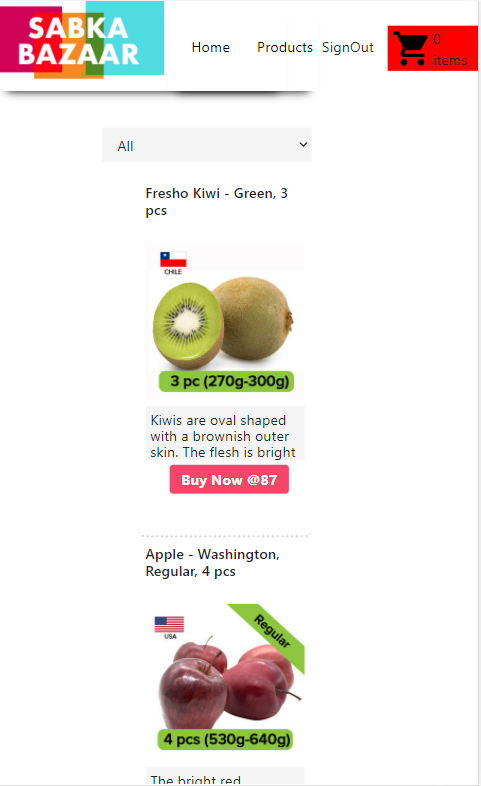 SABKA
BAZAAR
Home
Products
SignOut
0
items
All
Fresho Kiwi - Green, 3
pcs
CHILE
3 pc (270g-300g)
Kiwis are oval shaped
with a brownish outer
skin. The flesh is bright
Buy Now @87
Apple - Washington,
Regular, 4 pcs
USA
Regular
4 pcs (530g-640g)
The bright red